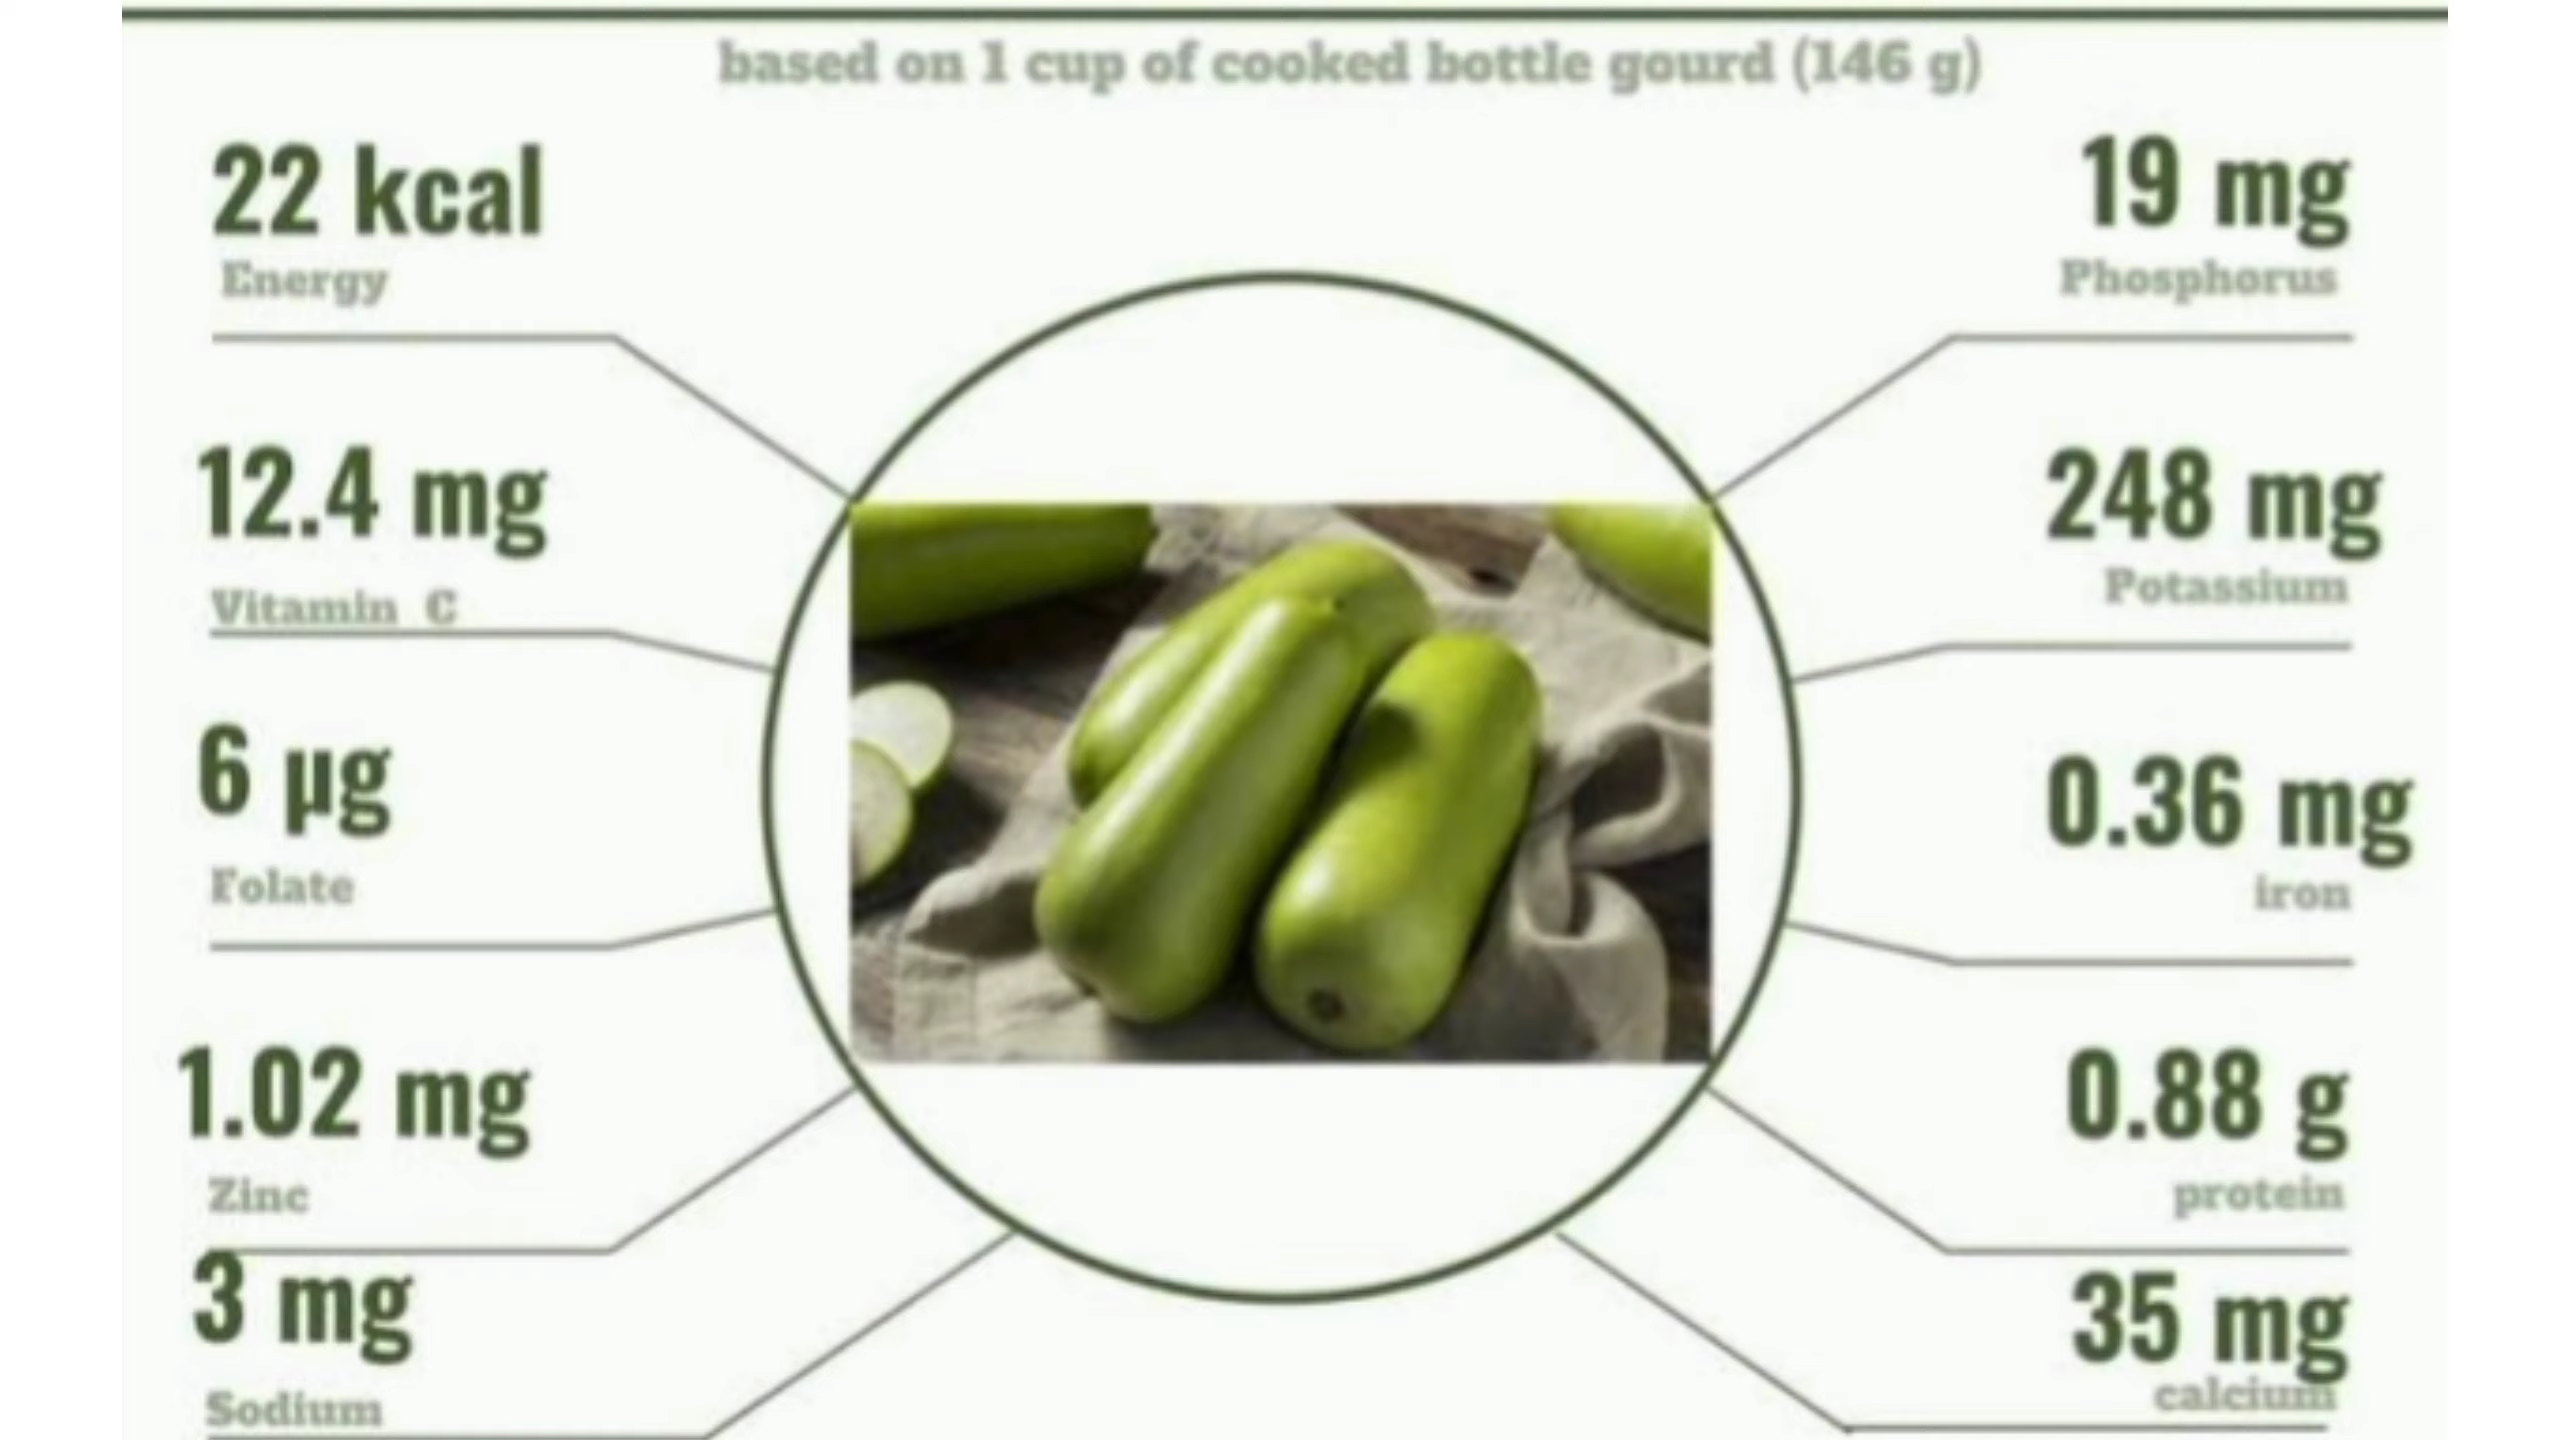 based on 1 cup of cooked bottle gourd (146 g)
22 kcal
Energy
12.4 mg
Vitamin C
6 µg
Folate
1.02 mg
Zinc
3 mg
Sodium
19 mg
Phosphorus
248 mg
Potassium
0.36 mg
iron
0.88 g
protein
35 mg
calcium